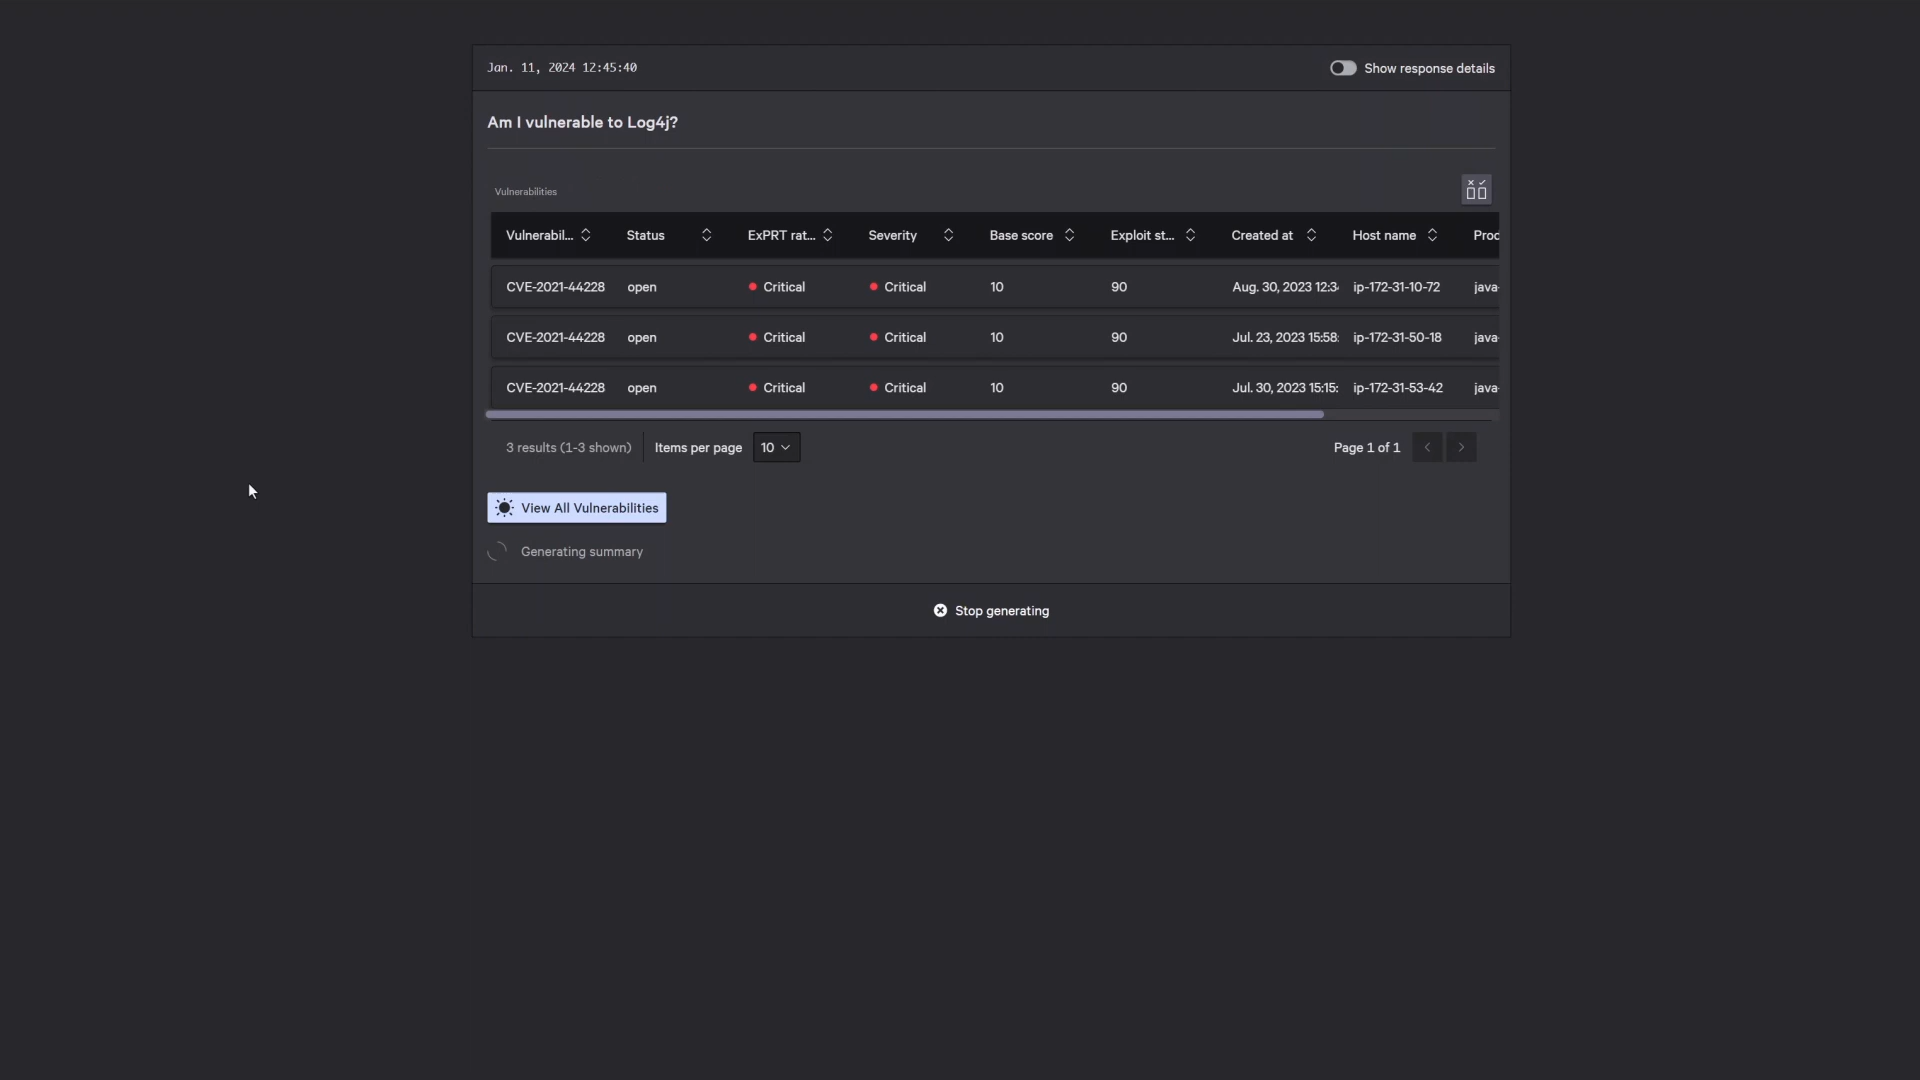 Jan. 11, 2024 12:45:40
Show response details
Am I vulnerable to Log4j?
Vulnerabilities
Vulnerabil... Status ExPRT rat... Severity Base score Exploit st... Created at Host name Proc
CVE-2021-44228 open Critical Critical 10 90 Aug. 30, 2023 12:3 ip-172-31-10-72 java-
CVE-2021-44228 open Critical Critical 10 90 Jul. 23, 2023 15:58: ip-172-31-50-18 java-
CVE-2021-44228 open Critical Critical 10 90 Jul. 30, 2023 15:15: ip-172-31-53-42 java-
3 results (1-3 shown) Items per page 10 Page 1 of 1
View All Vulnerabilities
Generating summary
Stop generating